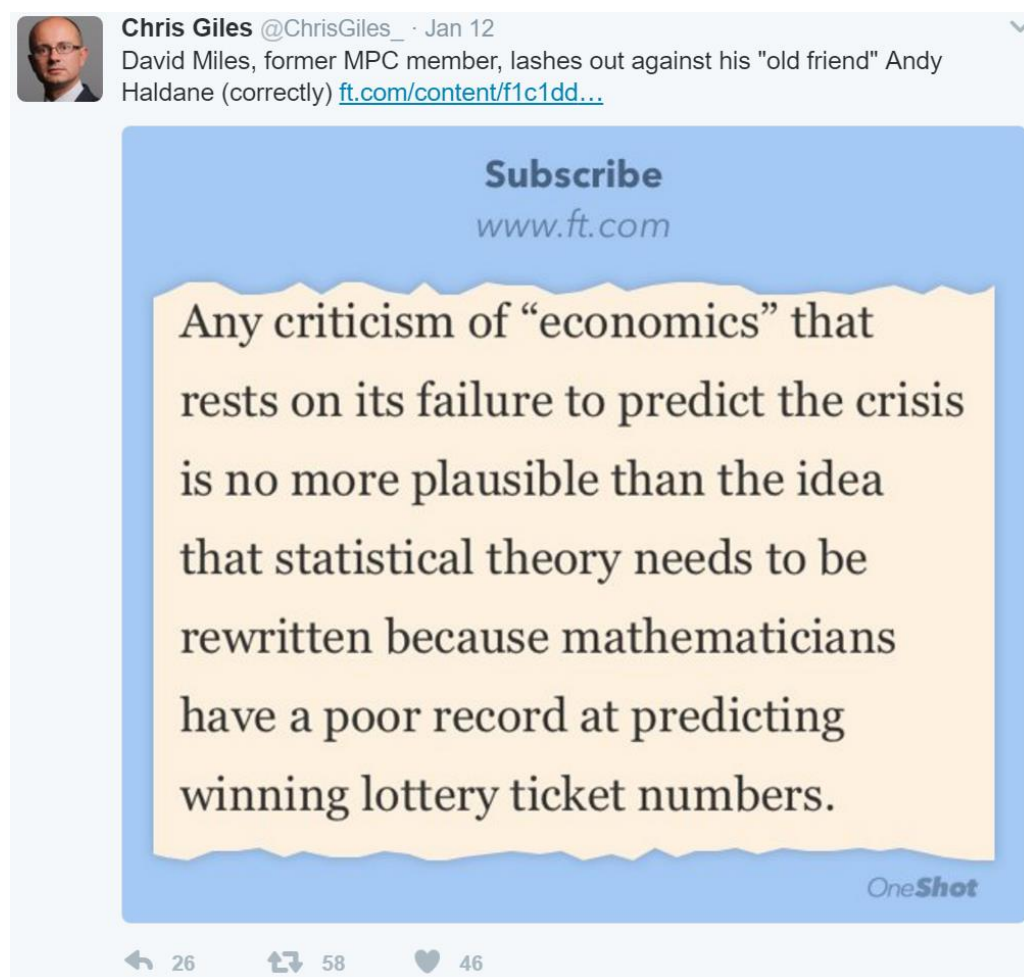 Chris Giles @ChrisGiles_ · Jan 12
David Miles, former MPC member, lashes out against his "old friend" Andy
Haldane (correctly) ft.com/content/f1c1dd…
Subscribe
www.ft.com
Any criticism of “economics” that
rests on its failure to predict the crisis
is no more plausible than the idea
that statistical theory needs to be
rewritten because mathematicians
have a poor record at predicting
winning lottery ticket numbers.
OneShot
26 58 46